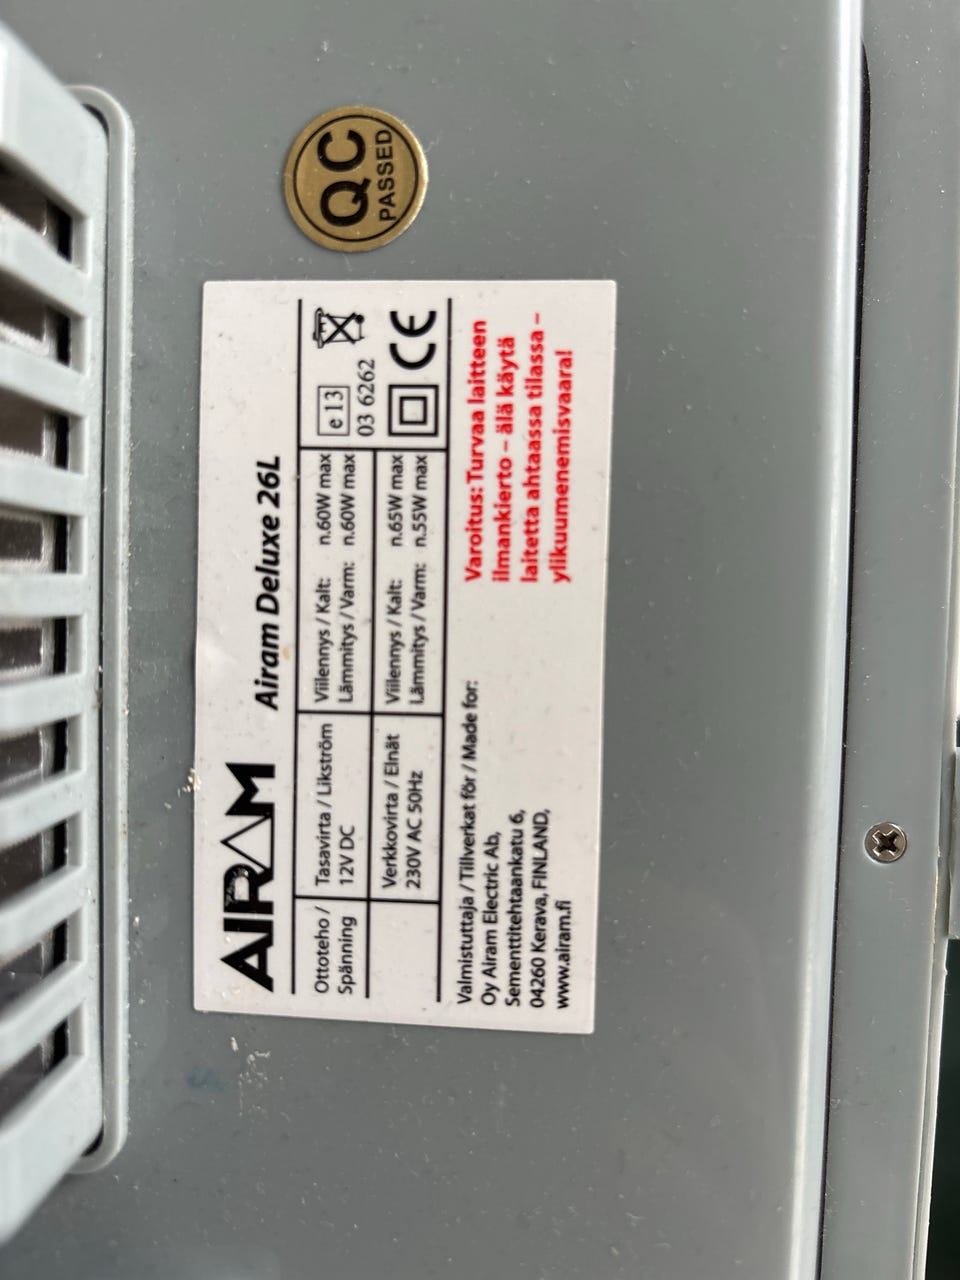 QC
PASSED
AIRAM Airam Deluxe 26L
Ottoteho /
Spänning
Tasavirta / Likström
12V DC
Viilennys / Kalt: n.60W max
Lämmitys / Varm: n.60W max
Verkkovirta / Elnät
230V AC 50Hz
Viilennys / Kalt: n.65W max
Lämmitys / Varm: n.55W max
e13
03 6262
CE
Valmistuttaja / Tillverkat för / Made for:
Oy Airam Electric Ab,
Sementtitehtaankatu 6,
04260 Kerava, FINLAND,
www.airam.fi
Varoitus: Turvaa laitteen
ilmankierto – älä käytä
laitetta ahtaassa tilassa –
ylikuumenemisvaara!